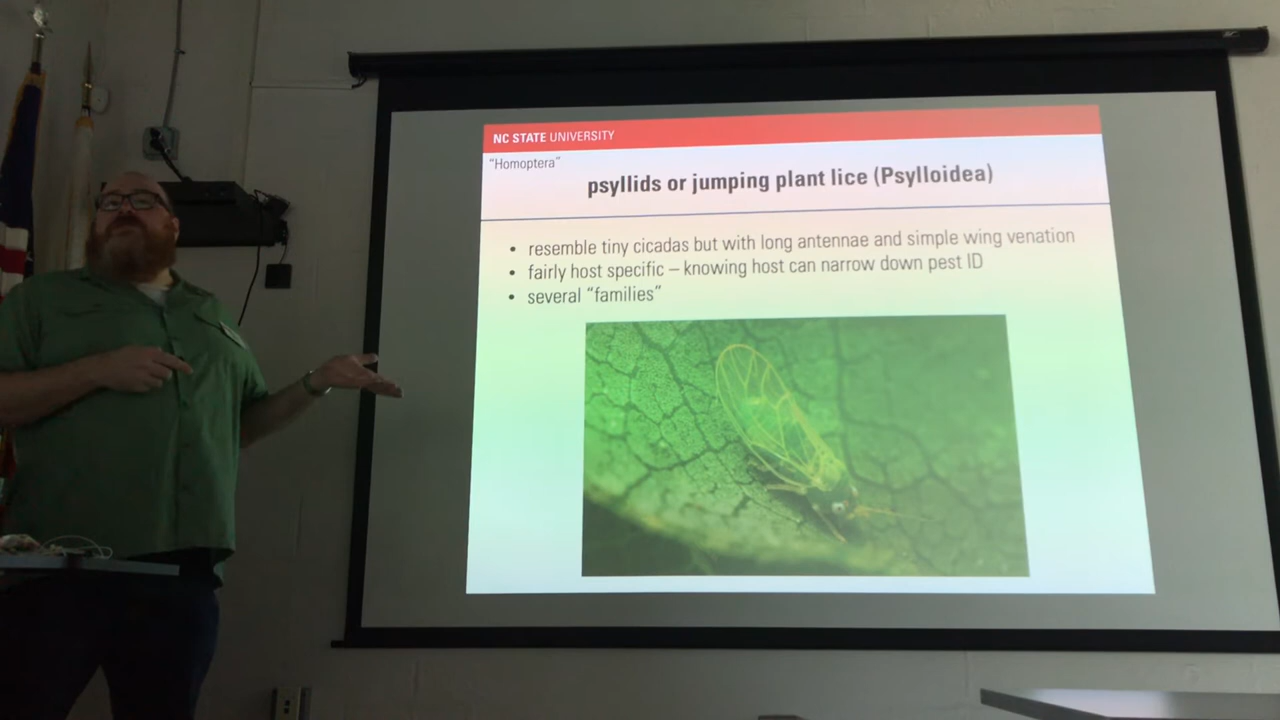 NC STATE UNIVERSITY
"Homoptera"
psyllids or jumping plant lice (Psylloidea)
• resemble tiny cicadas but with long antennae and simple wing venation
• fairly host specific – knowing host can narrow down pest ID
• several "families"